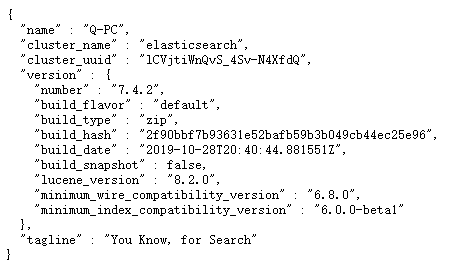 {
  "name" : "Q-PC",
  "cluster_name" : "elasticsearch",
  "cluster_uuid" : "lCVjtiWnQvS_4Sv-N4XfdQ",
  "version" : {
    "number" : "7.4.2",
    "build_flavor" : "default",
    "build_type" : "zip",
    "build_hash" : "2f90bbf7b93631e52bafb59b3b049cb44ec25e96",
    "build_date" : "2019-10-28T20:40:44.881551Z",
    "build_snapshot" : false,
    "lucene_version" : "8.2.0",
    "minimum_wire_compatibility_version" : "6.8.0",
    "minimum_index_compatibility_version" : "6.0.0-beta1"
  },
  "tagline" : "You Know, for Search"
}